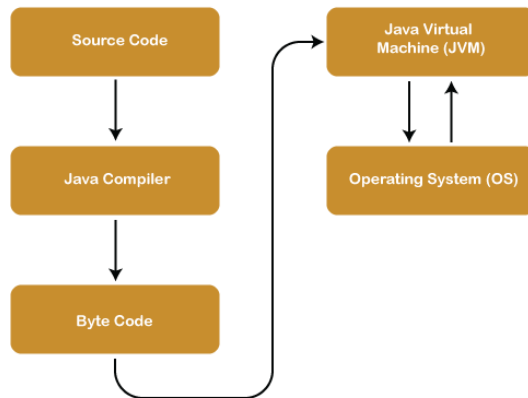 Source Code
Java Compiler
Byte Code
Java Virtual
Machine (JVM)
Operating System (OS)